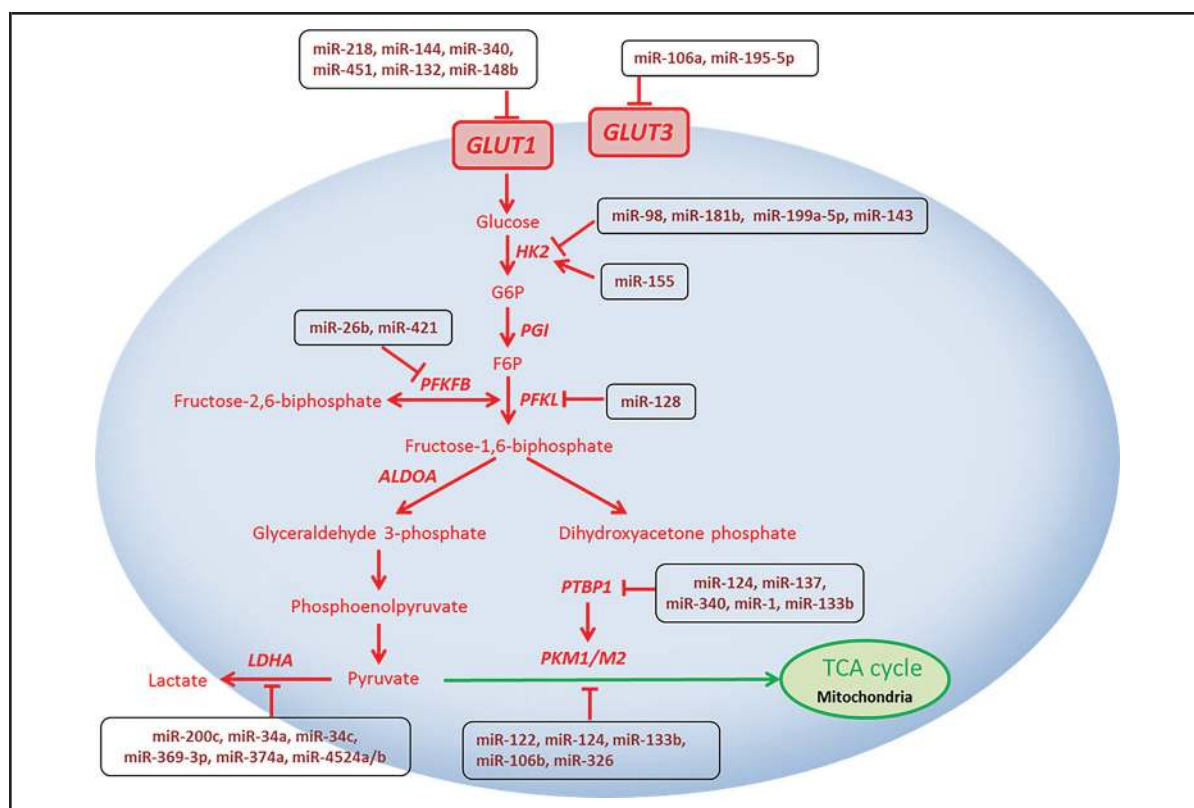 miR-218, miR-144, miR-340,
miR-451, miR-132, miR-148b
miR-106a, miR-195-5p
GLUT1
GLUT3
Glucose
miR-98, miR-181b, miR-199a-5p, miR-143
HK2
miR-155
G6P
miR-26b, miR-421
PGI
F6P
PFKFB
Fructose-2,6-biphosphate
PFKL
miR-128
Fructose-1,6-biphosphate
ALDOA
Glyceraldehyde 3-phosphate
Dihydroxyacetone phosphate
PTBP1
miR-124, miR-137,
miR-340, miR-1, miR-133b
Phosphoenolpyruvate
LDHA
PKM1/M2
TCA cycle
Mitochondria
Lactate
Pyruvate
miR-200c, miR-34a, miR-34c,
miR-369-3p, miR-374a, miR-4524a/b
miR-122, miR-124, miR-133b,
miR-106b, miR-326